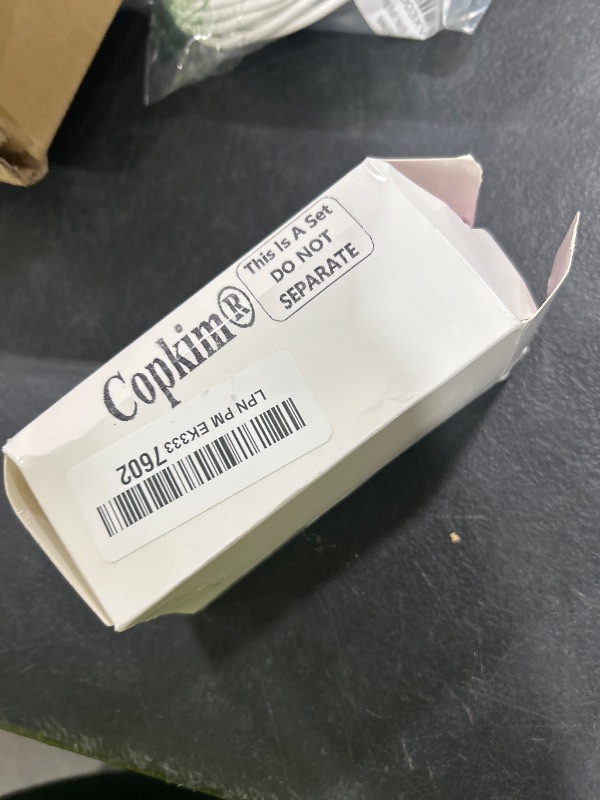 This Is A Set
DO NOT
SEPARATE
Copkim®
LPN PM EK3337602